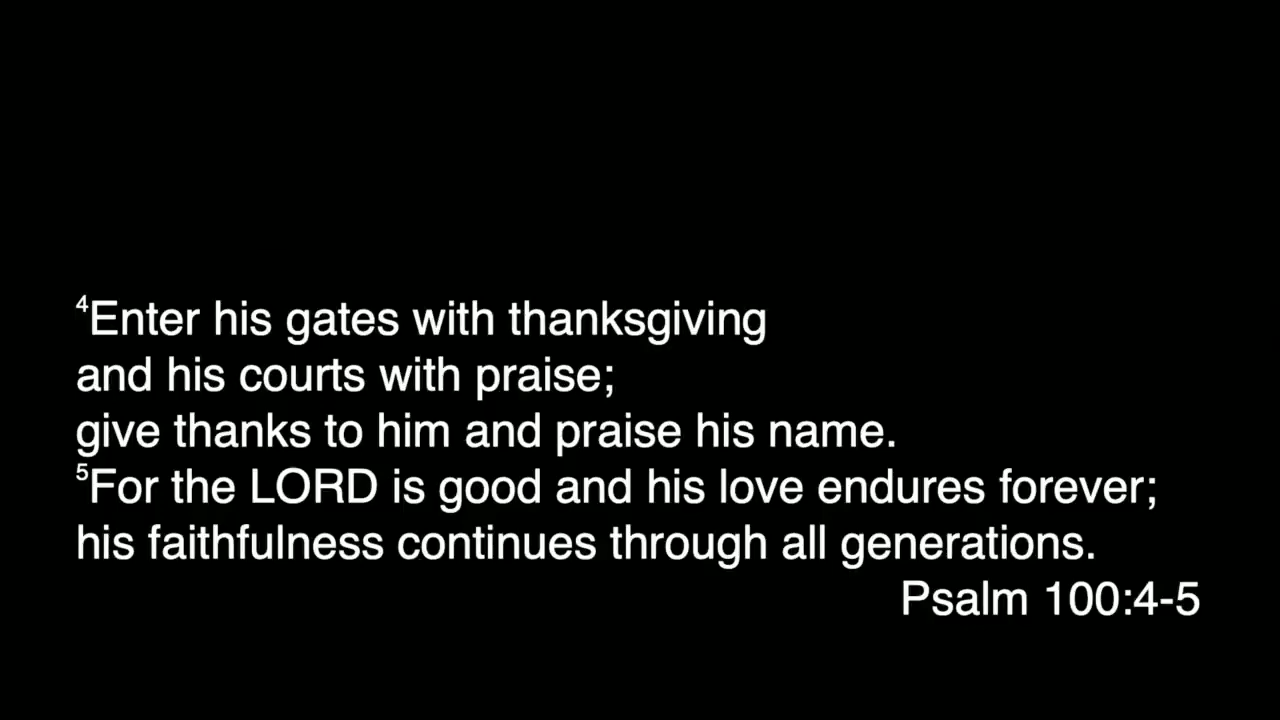 ⁴Enter his gates with thanksgiving
and his courts with praise;
give thanks to him and praise his name.
⁵For the LORD is good and his love endures forever;
his faithfulness continues through all generations.
Psalm 100:4-5